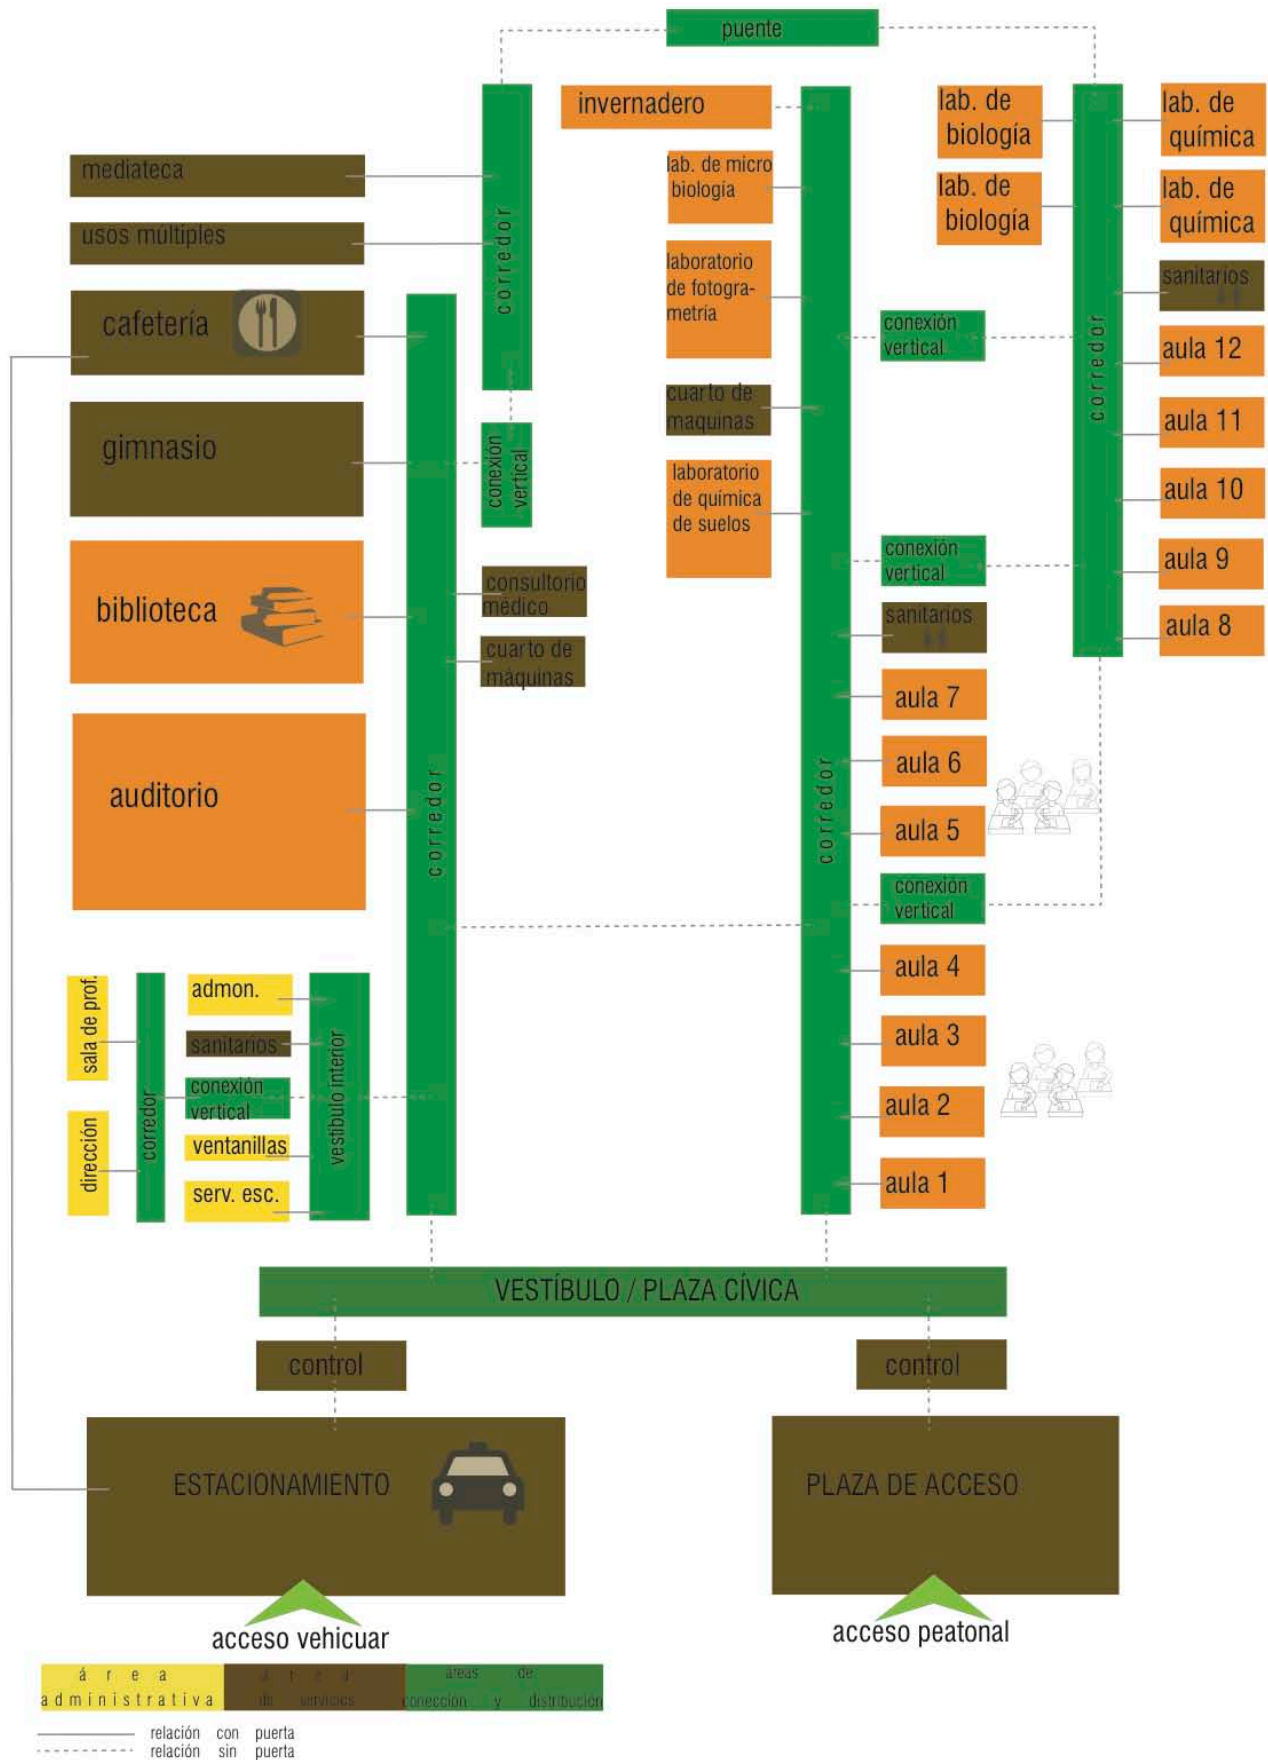 puente
invernadero
lab. de
biología
lab. de
química
mediateca
lab. de micro
biología
lab. de
biología
lab. de
química
usos múltiples
corredor
laboratorio
de fotogra-
metría
sanitarios
cafetería
conexión
vertical
corredor
aula 12
cuarto de
maquinas
aula 11
gimnasio
conexión
vertical
laboratorio
de química
de suelos
aula 10
conexión
vertical
aula 9
biblioteca
consultorio
médico
sanitarios
aula 8
cuarto de
máquinas
aula 7
auditorio
corredor
corredor
aula 6
aula 5
conexión
vertical
aula 4
sala de prof.
admon.
sanitarios
vestíbulo interior
aula 3
conexión
vertical
corredor
aula 2
dirección
ventanillas
serv. esc.
aula 1
VESTÍBULO / PLAZA CÍVICA
control
control
ESTACIONAMIENTO
PLAZA DE ACCESO
acceso vehicuar
acceso peatonal
área
administrativa
área
de servicios
áreas de
conección y distribución
relación con puerta
relación sin puerta